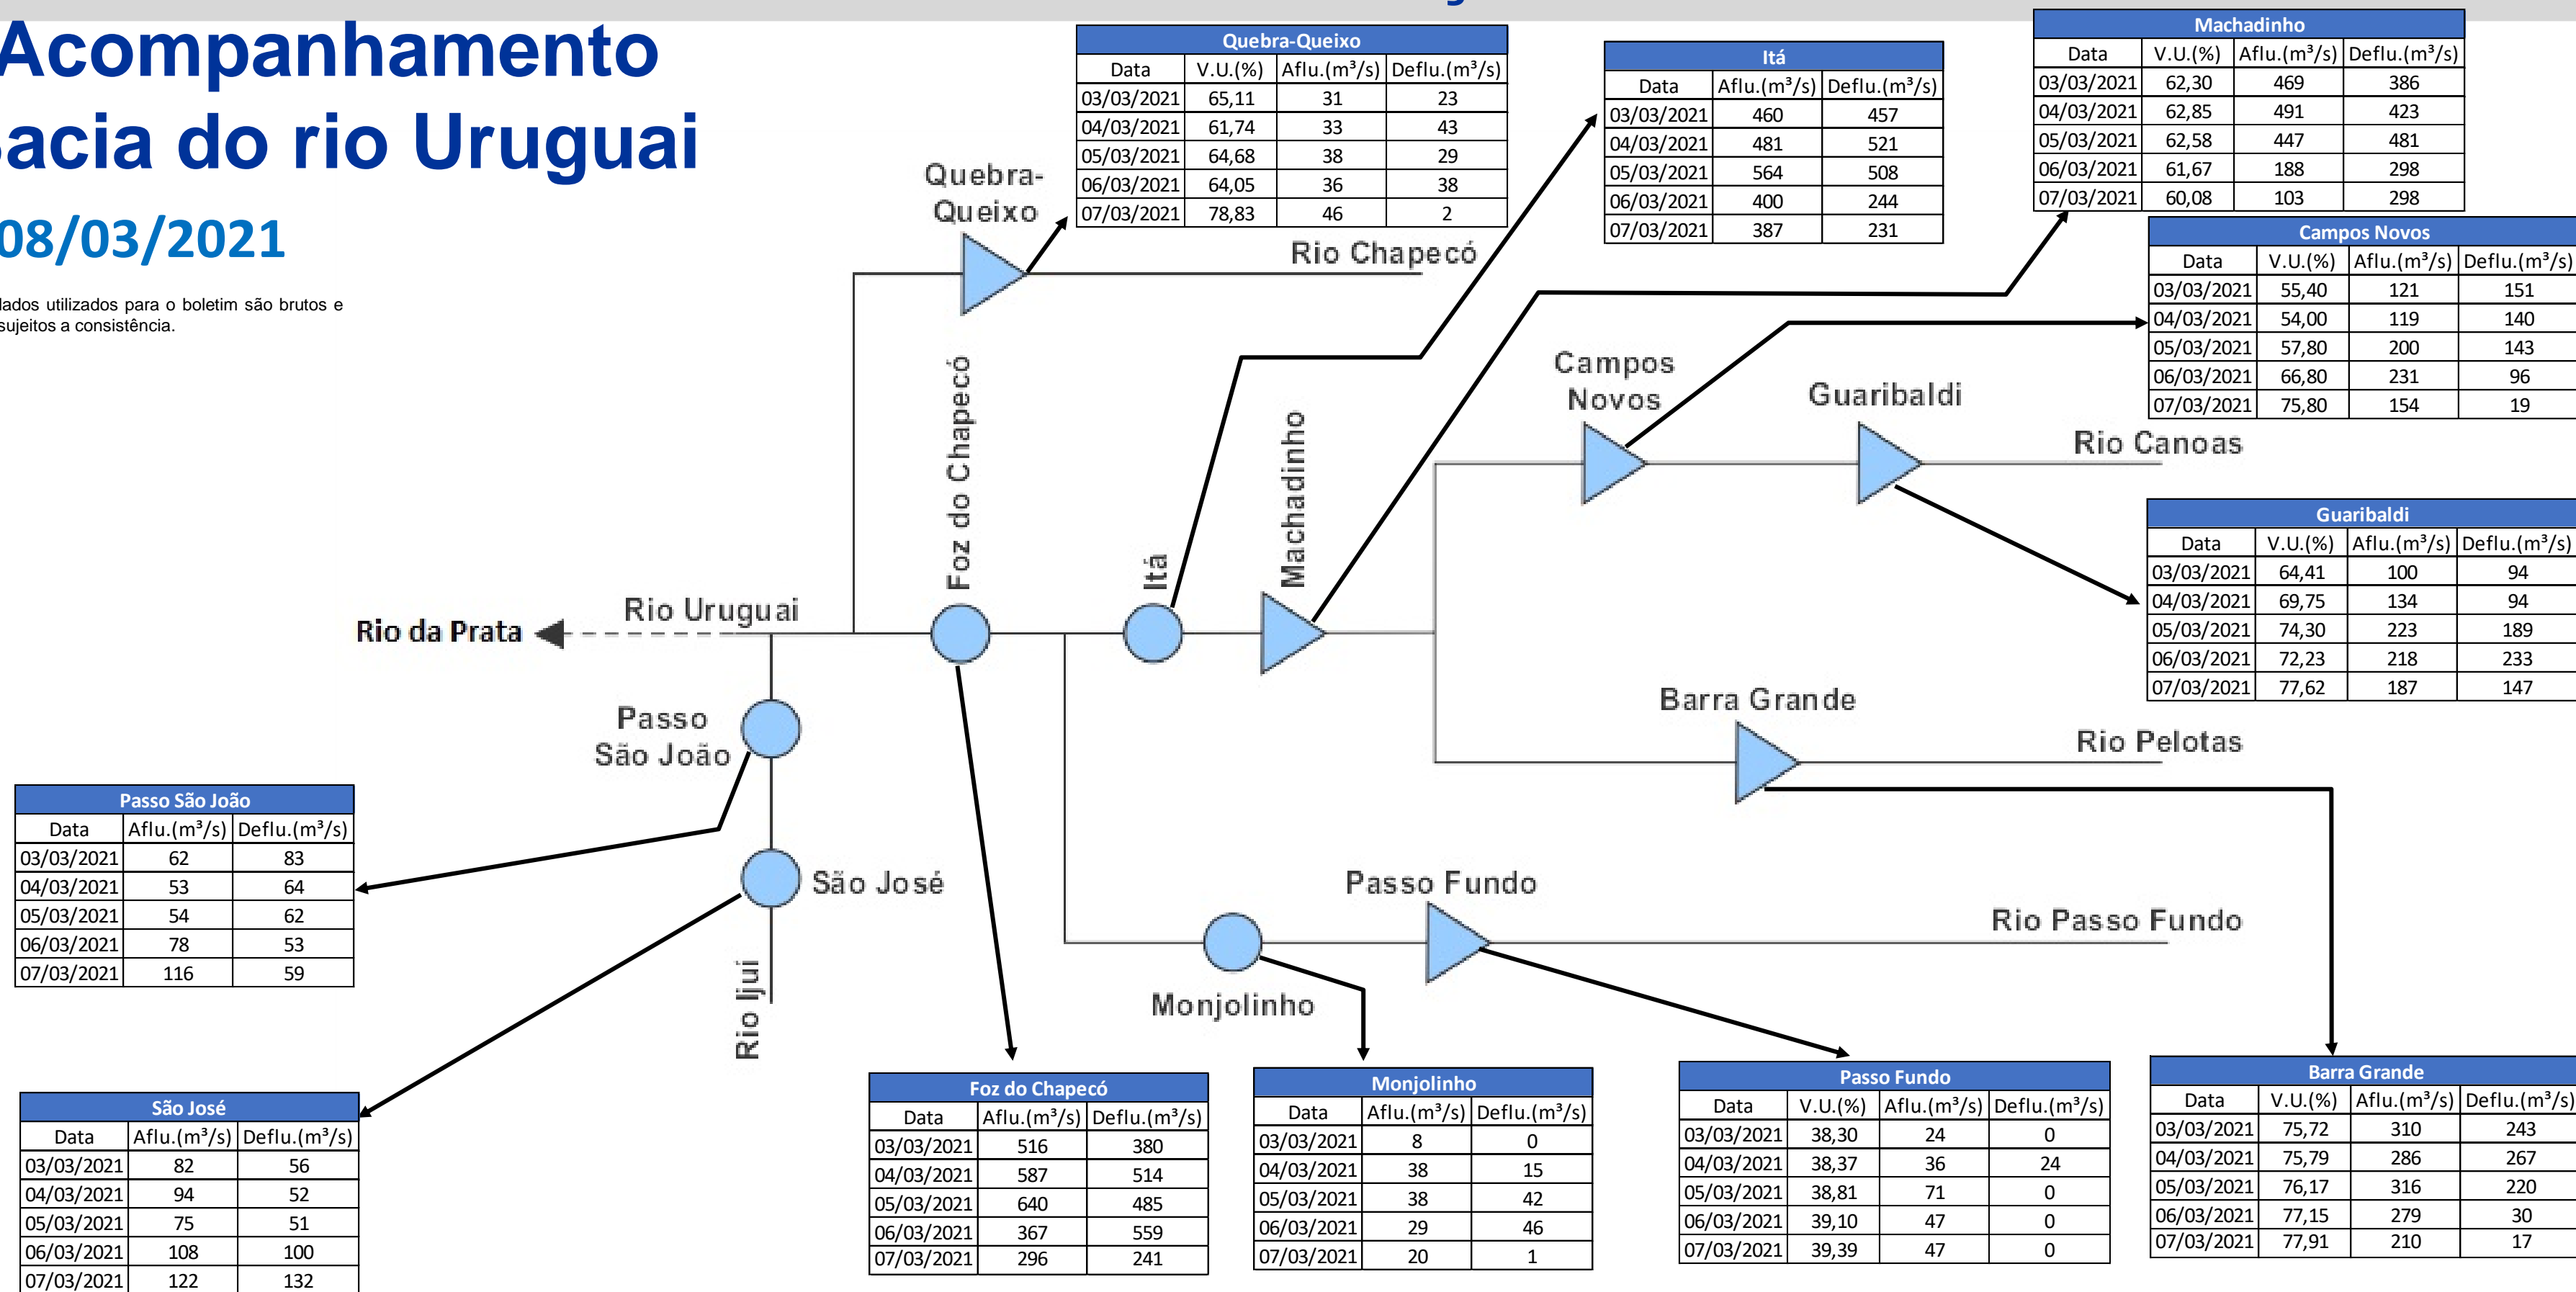 Acompanhamento
acia do rio Uruguai
08/03/2021
dados utilizados para o boletim são brutos e
sujeitos a consistência.
Quebra-Queixo
Data V.U.(%) Aflu.(m³/s) Deflu.(m³/s)
03/03/2021 65,11 31 23
04/03/2021 61,74 33 43
05/03/2021 64,68 38 29
06/03/2021 64,05 36 38
07/03/2021 78,83 46 2
Itá
Data Aflu.(m³/s) Deflu.(m³/s)
03/03/2021 460 457
04/03/2021 481 521
05/03/2021 564 508
06/03/2021 400 244
07/03/2021 387 231
Machadinho
Data V.U.(%) Aflu.(m³/s) Deflu.(m³/s)
03/03/2021 62,30 469 386
04/03/2021 62,85 491 423
05/03/2021 62,58 447 481
06/03/2021 61,67 188 298
07/03/2021 60,08 103 298
Campos Novos
Data V.U.(%) Aflu.(m³/s) Deflu.(m³/s)
03/03/2021 55,40 121 151
04/03/2021 54,00 119 140
05/03/2021 57,80 200 143
06/03/2021 66,80 231 96
07/03/2021 75,80 154 19
Quebra-
Queixo
Rio Chapecó
Foz do Chapecó
Itá
Machadinho
Campos
Novos
Guaribaldi
Rio Canoas
Guaribaldi
Data V.U.(%) Aflu.(m³/s) Deflu.(m³/s)
03/03/2021 64,41 100 94
04/03/2021 69,75 134 94
05/03/2021 74,30 223 189
06/03/2021 72,23 218 233
07/03/2021 77,62 187 147
Rio da Prata
Rio Uruguai
Passo
São João
Barra Grande
Rio Pelotas
Passo São João
Data Aflu.(m³/s) Deflu.(m³/s)
03/03/2021 62 83
04/03/2021 53 64
05/03/2021 54 62
06/03/2021 78 53
07/03/2021 116 59
São José
Rio Ijui
Passo Fundo
Rio Passo Fundo
Monjolinho
São José
Data Aflu.(m³/s) Deflu.(m³/s)
03/03/2021 82 56
04/03/2021 94 52
05/03/2021 75 51
06/03/2021 108 100
07/03/2021 122 132
Foz do Chapecó
Data Aflu.(m³/s) Deflu.(m³/s)
03/03/2021 516 380
04/03/2021 587 514
05/03/2021 640 485
06/03/2021 367 559
07/03/2021 296 241
Monjolinho
Data Aflu.(m³/s) Deflu.(m³/s)
03/03/2021 8 0
04/03/2021 38 15
05/03/2021 38 42
06/03/2021 29 46
07/03/2021 20 1
Passo Fundo
Data V.U.(%) Aflu.(m³/s) Deflu.(m³/s)
03/03/2021 38,30 24 0
04/03/2021 38,37 36 24
05/03/2021 38,81 71 0
06/03/2021 39,10 47 0
07/03/2021 39,39 47 0
Barra Grande
Data V.U.(%) Aflu.(m³/s) Deflu.(m³/s)
03/03/2021 75,72 310 243
04/03/2021 75,79 286 267
05/03/2021 76,17 316 220
06/03/2021 77,15 279 30
07/03/2021 77,91 210 17